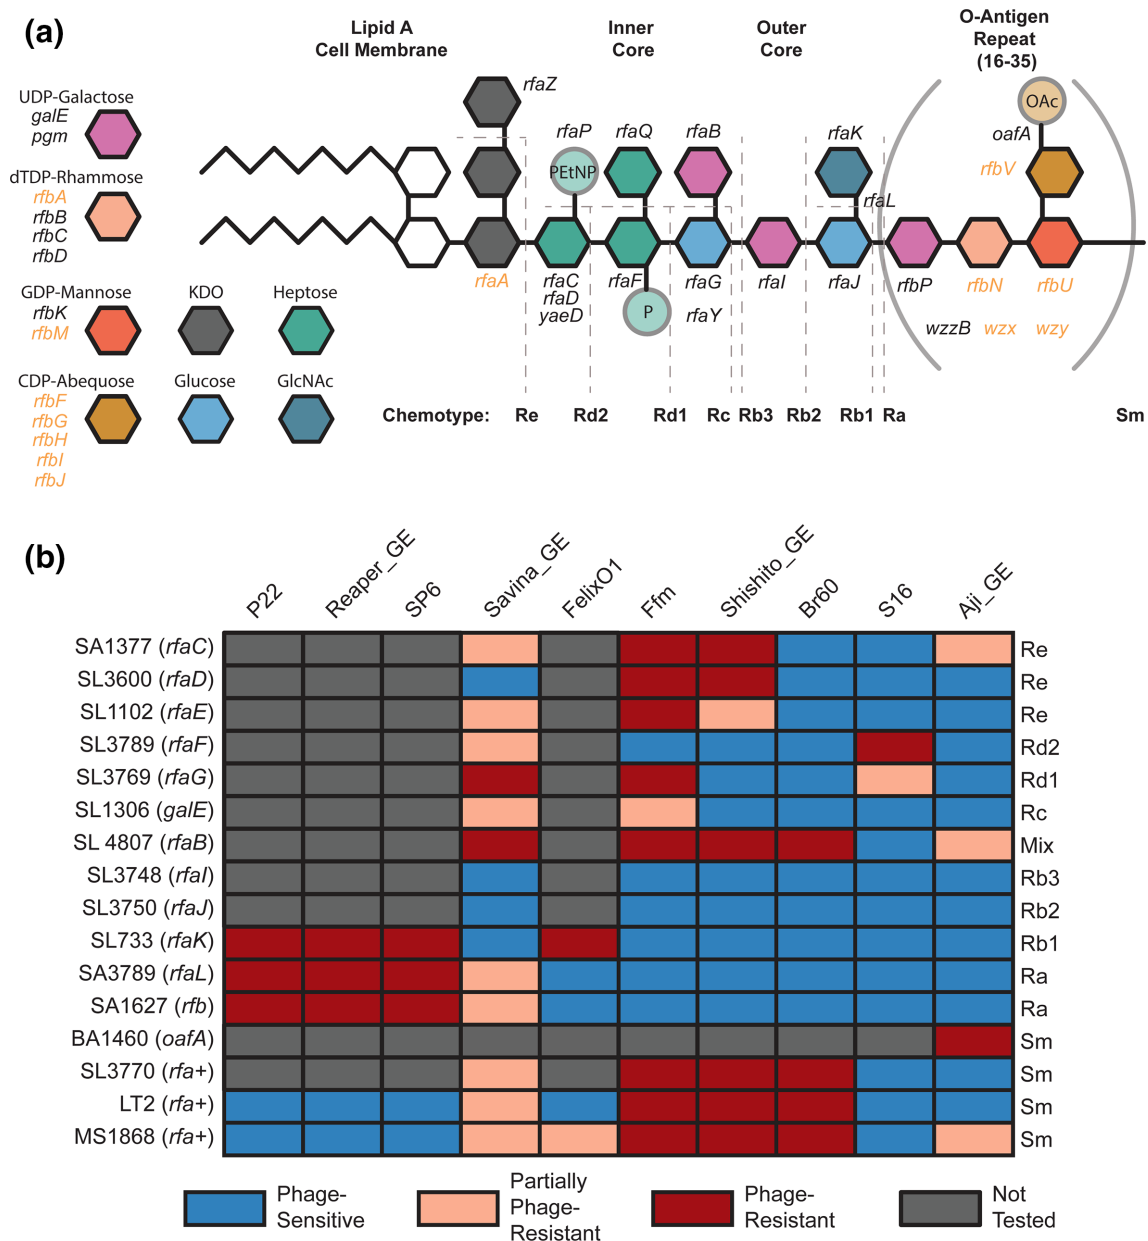 (a)
Lipid A
Cell Membrane
Inner
Core
Outer
Core
O-Antigen
Repeat
(16-35)
UDP-Galactose
galE
pgm
dTDP-Rhammose
rfbA
rfbB
rfbC
rfbD
GDP-Mannose
rfbK
rfbM
KDO
Heptose
CDP-Abequose
rfbF
rfbG
rfbH
rfbI
rfbJ
Glucose
GlcNAc
rfaZ
rfaP
rfaQ
rfaB
rfaK
OAc
oafA
PEtNP
rfbV
rfaL
rfaA
rfaC
rfaD
yaeD
rfaF
P
rfaG
rfaY
rfaI
rfaJ
rfbP
rfbN
rfbU
wzzB
wzx
wzy
Chemotype: Re Rd2 Rd1 Rc Rb3 Rb2 Rb1 Ra Sm
(b)
P22 Reaper_GE SP6 Savina_GE FelixO1 Ffm Shishito_GE Br60 S16 Aji_GE
SA1377 (rfaC) Re
SL3600 (rfaD) Re
SL1102 (rfaE) Re
SL3789 (rfaF) Rd2
SL3769 (rfaG) Rd1
SL1306 (galE) Rc
SL 4807 (rfaB) Mix
SL3748 (rfaI) Rb3
SL3750 (rfaJ) Rb2
SL733 (rfaK) Rb1
SA3789 (rfaL) Ra
SA1627 (rfb) Ra
BA1460 (oafA) Sm
SL3770 (rfa+) Sm
LT2 (rfa+) Sm
MS1868 (rfa+) Sm
Phage-
Sensitive
Partially
Phage-
Resistant
Phage-
Resistant
Not
Tested